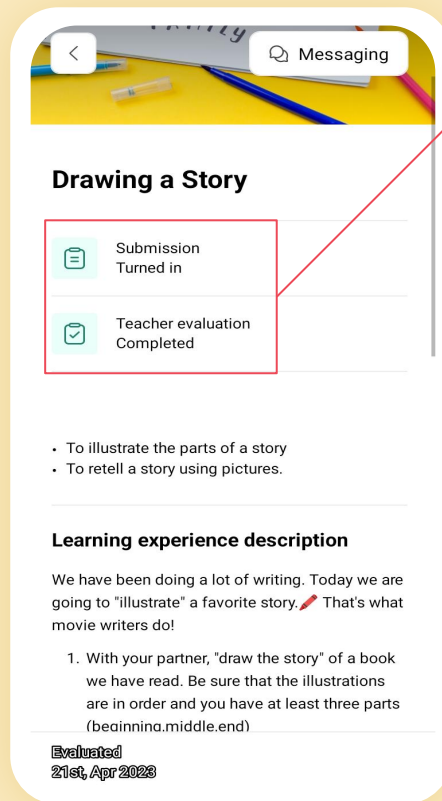 Messaging
Drawing a Story
Submission
Turned in
Teacher evaluation
Completed
• To illustrate the parts of a story
• To retell a story using pictures.
Learning experience description
We have been doing a lot of writing. Today we are
going to "illustrate" a favorite story.🖍️ That's what
movie writers do!
1. With your partner, "draw the story" of a book
we have read. Be sure that the illustrations
are in order and you have at least three parts
(beginning,middle,end)
Evaluated
21st, Apr 2023